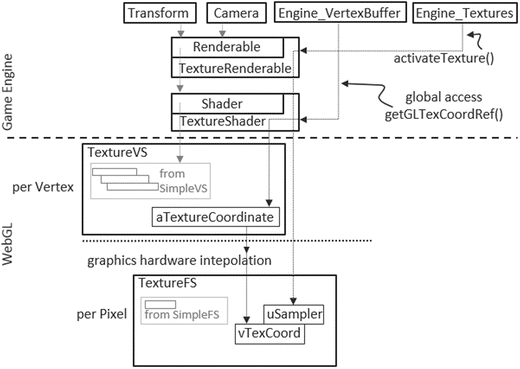 Transform
Camera
Engine_VertexBuffer
Engine_Textures
Renderable
TextureRenderable
activateTexture()
Game Engine
Shader
TextureShader
global access
getGLTexCoordRef()
TextureVS
from
SimpleVS
per Vertex
aTextureCoordinate
WebGL
graphics hardware intepolation
TextureFS
from SimpleFS
per Pixel
uSampler
vTexCoord